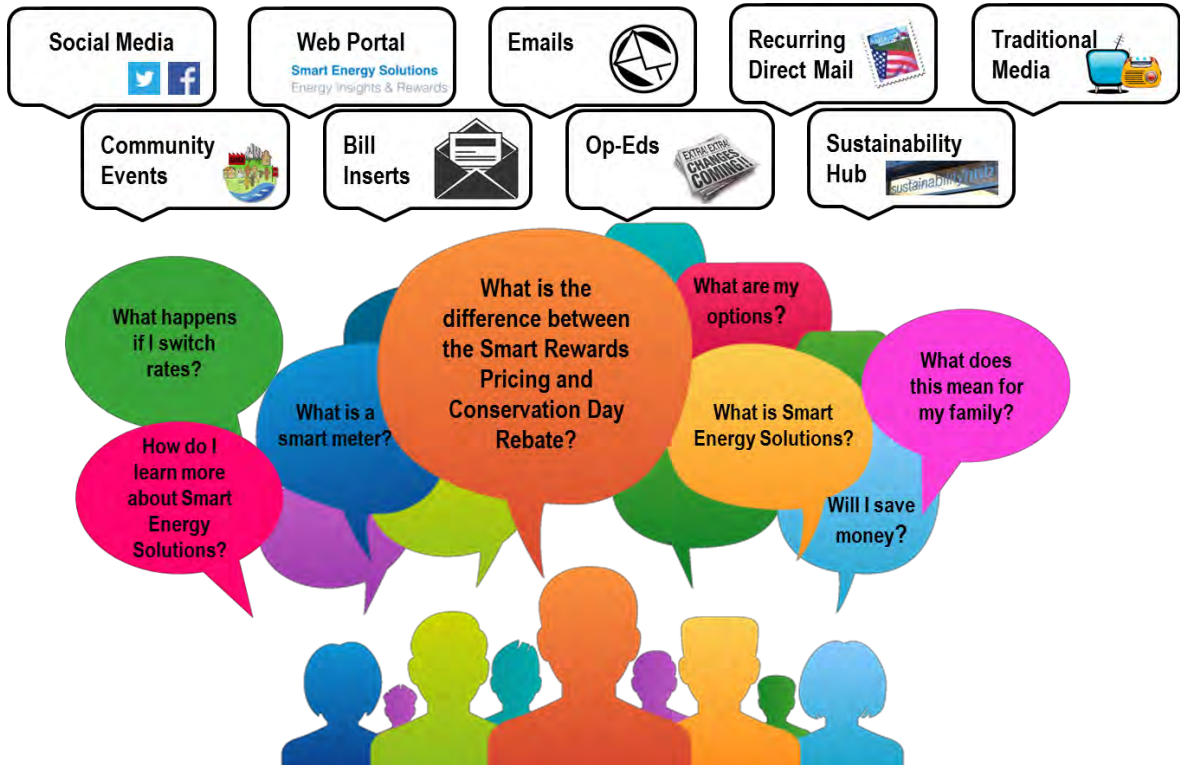 Social Media
Web Portal
Smart Energy Solutions
Energy Insights & Rewards
Emails
Recurring
Direct Mail
Traditional
Media
Community
Events
Bill
Inserts
Op-Eds
EXTRA! EXTRA!
CHANGES
COMING!!
Sustainability
Hub
sustainabilityhub
What happens
if I switch
rates?
How do I
learn more
about Smart
Energy
Solutions?
What is a
smart meter?
What is the
difference between
the Smart Rewards
Pricing and
Conservation Day
Rebate?
What are my
options?
What is Smart
Energy Solutions?
What does
this mean for
my family?
Will I save
money?